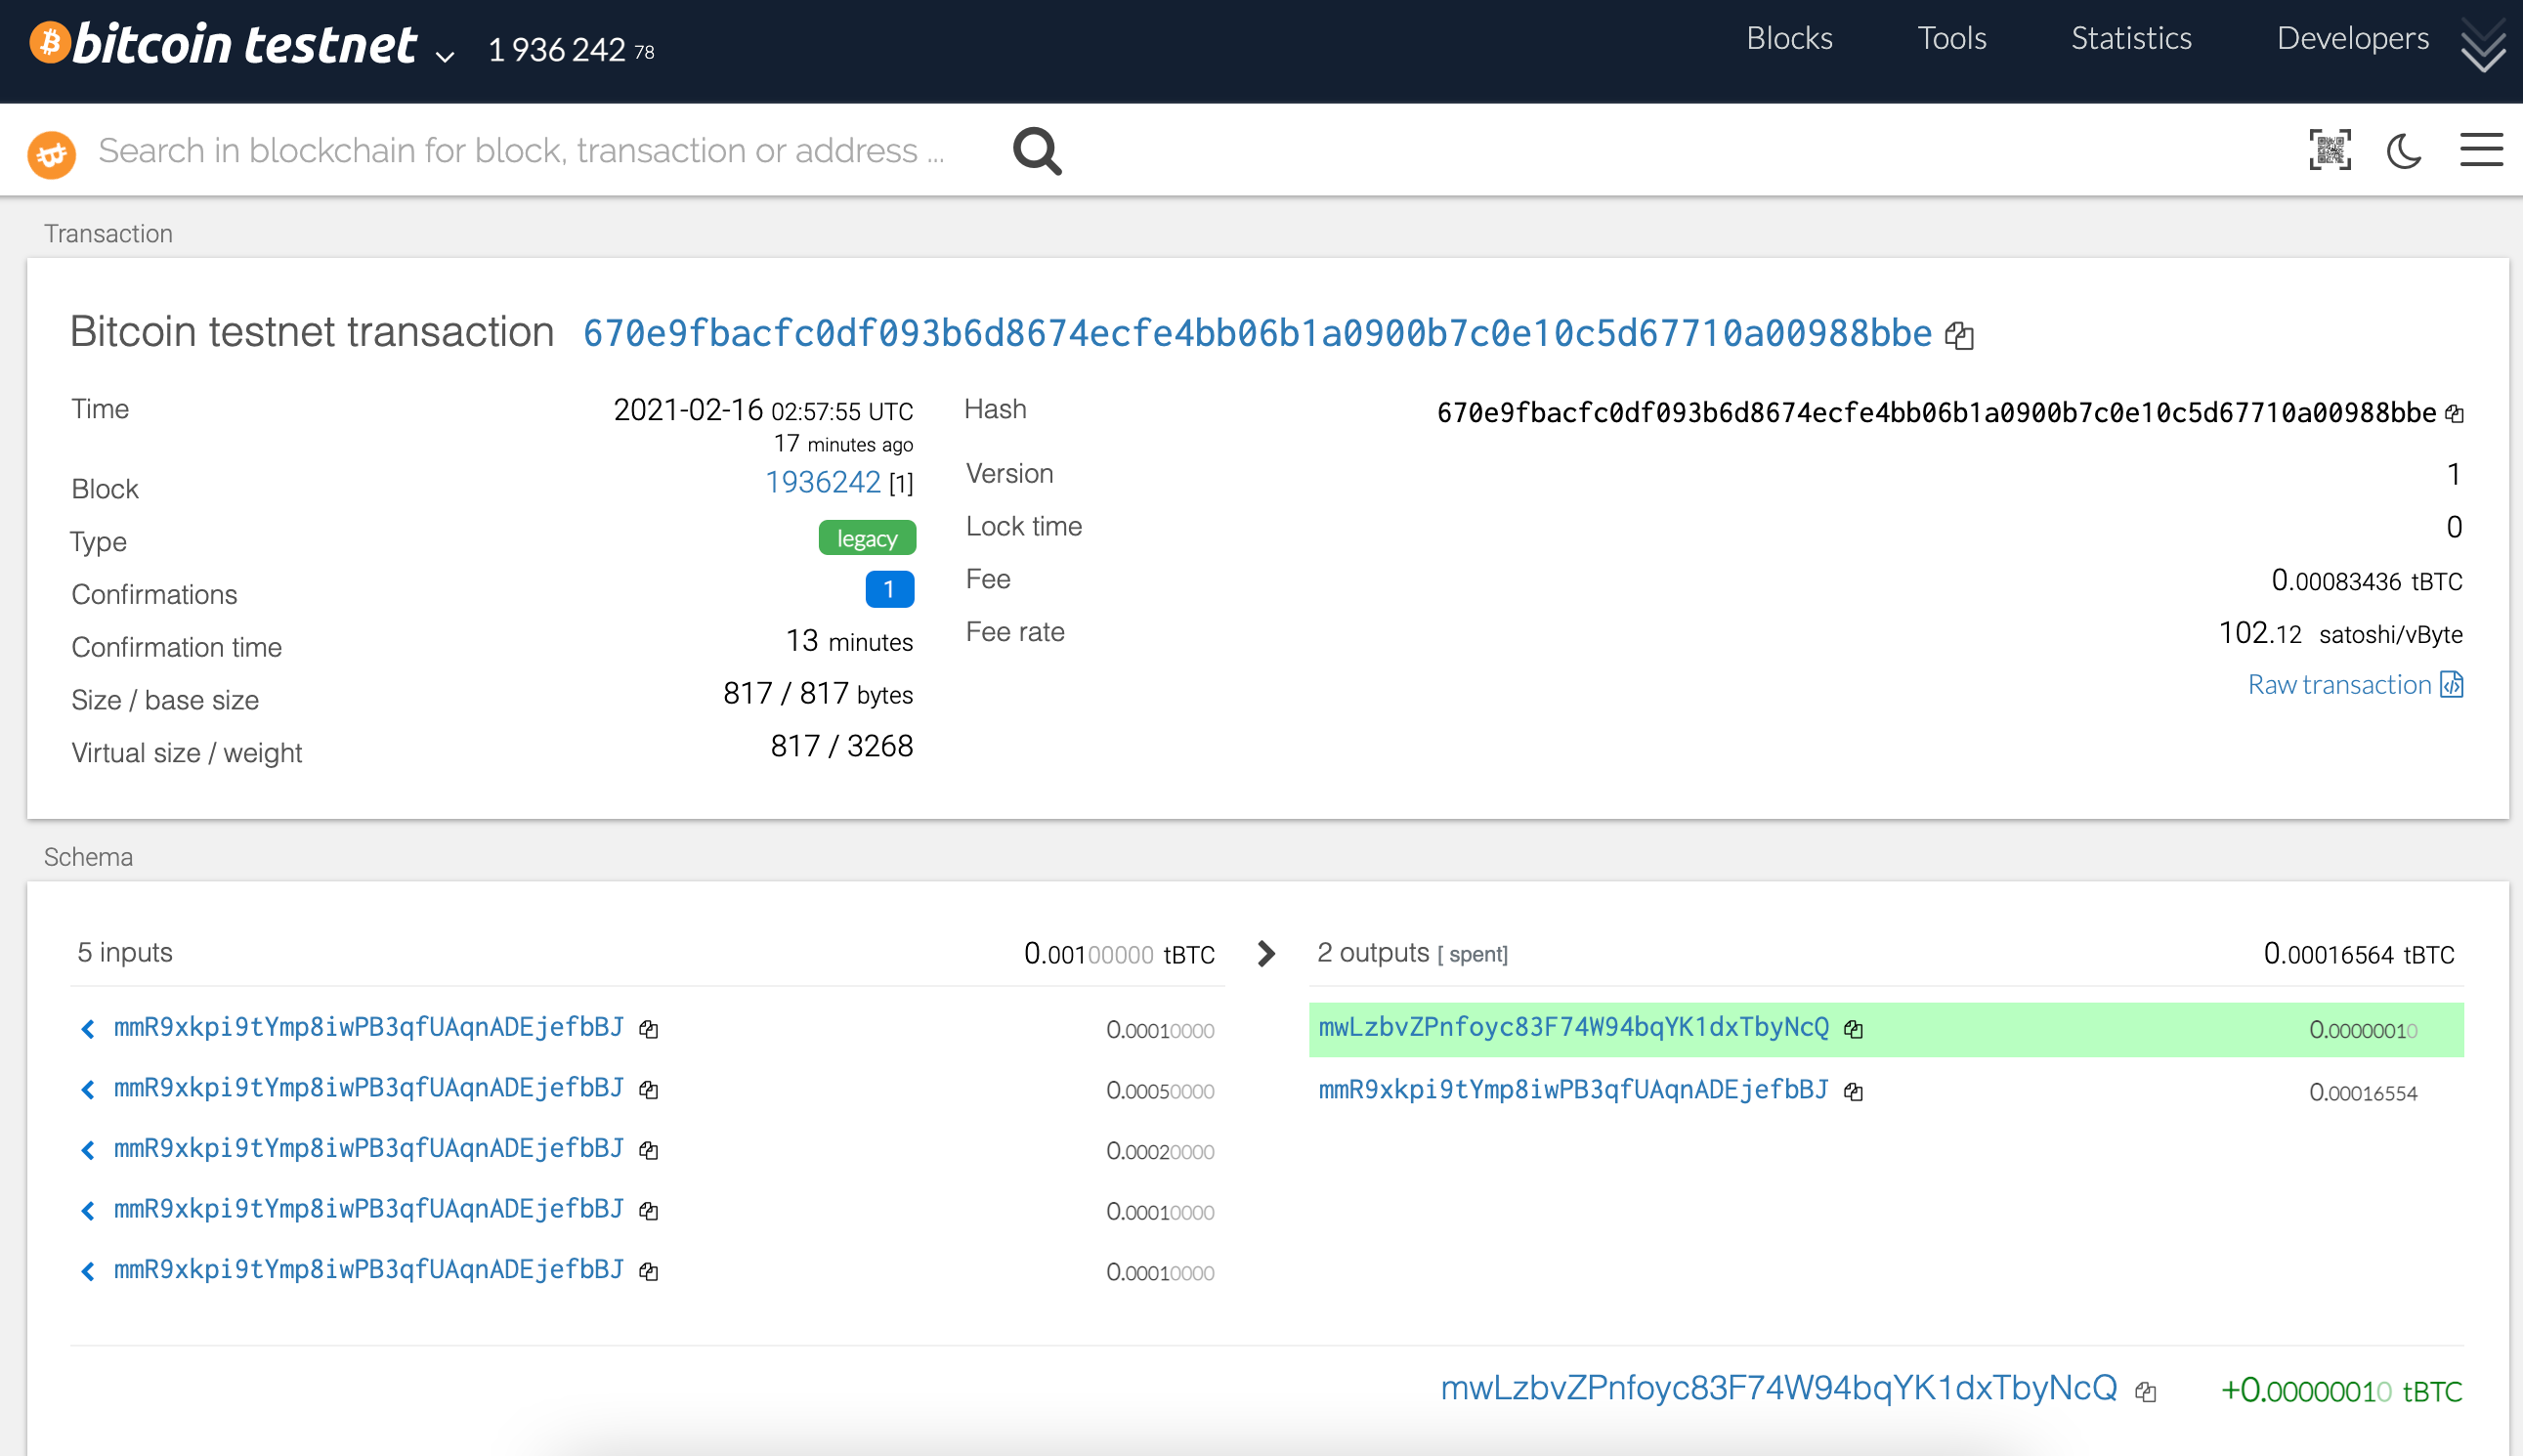 bitcoin testnet 1 936 242 78 Blocks Tools Statistics Developers
Search in blockchain for block, transaction or address ...
Transaction
Bitcoin testnet transaction 670e9fbacfc0df093b6d8674ecfe4bb06b1a0900b7c0e10c5d67710a00988bbe
Time 2021-02-16 02:57:55 UTC Hash 670e9fbacfc0df093b6d8674ecfe4bb06b1a0900b7c0e10c5d67710a00988bbe
17 minutes ago
Block 1936242 [1] Version 1
Type legacy Lock time 0
Confirmations 1 Fee 0.00083436 tBTC
Confirmation time 13 minutes Fee rate 102.12 satoshi/vByte
Size / base size 817 / 817 bytes Raw transaction
Virtual size / weight 817 / 3268
Schema
5 inputs 0.00100000 tBTC 2 outputs [ spent] 0.00016564 tBTC
mmR9xkpi9tYmp8iwPB3qfUAqnADEjefbBJ 0.00010000 mwLzbvZPnfoyc83F74W94bqYK1dxTbyNcQ 0.00000010
mmR9xkpi9tYmp8iwPB3qfUAqnADEjefbBJ 0.00050000 mmR9xkpi9tYmp8iwPB3qfUAqnADEjefbBJ 0.00016554
mmR9xkpi9tYmp8iwPB3qfUAqnADEjefbBJ 0.00020000
mmR9xkpi9tYmp8iwPB3qfUAqnADEjefbBJ 0.00010000
mmR9xkpi9tYmp8iwPB3qfUAqnADEjefbBJ 0.00010000
mwLzbvZPnfoyc83F74W94bqYK1dxTbyNcQ +0.00000010 tBTC